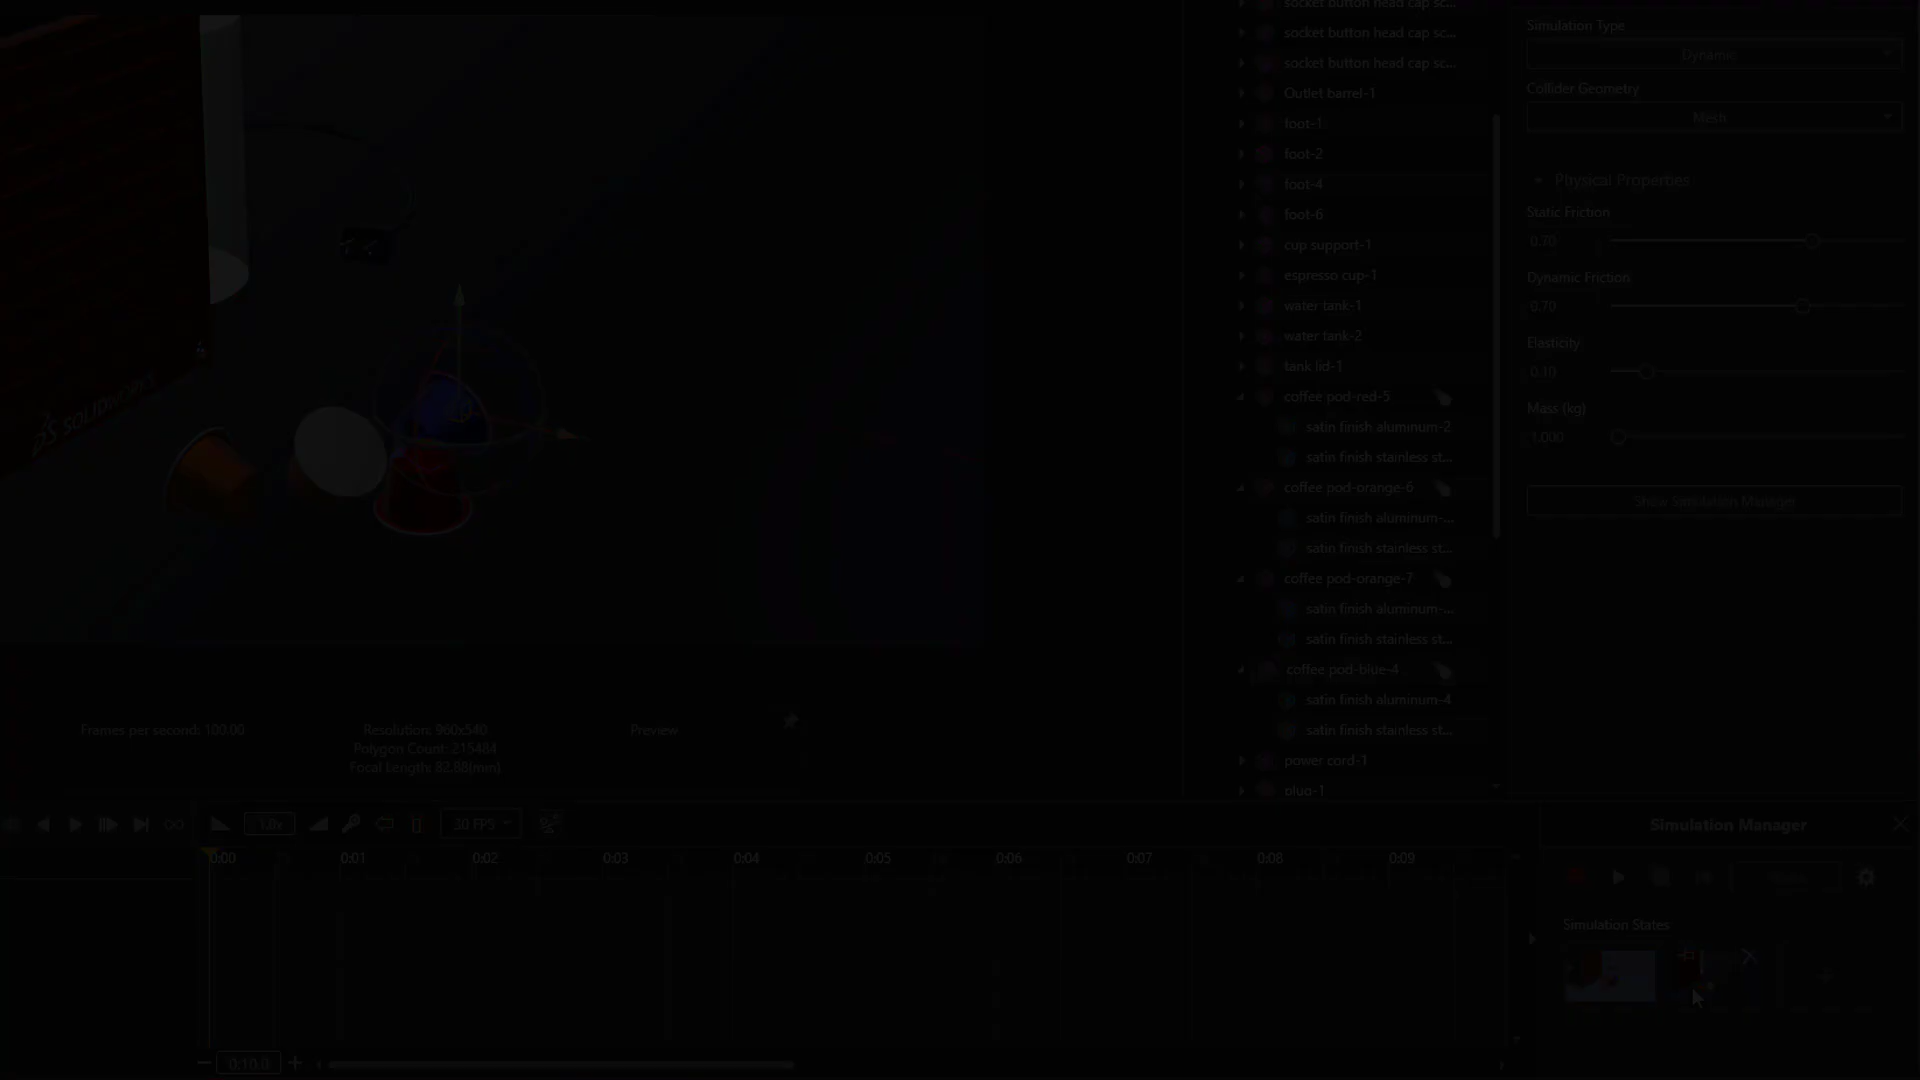 socket button head cap sc...
socket button head cap sc...
socket button head cap sc...
Outlet barrel-1
foot-1
foot-2
foot-4
foot-6
cup support-1
espresso cup-1
water tank-1
water tank-2
tank lid-1
coffee pod-red-5
satin finish aluminum-2
satin finish stainless st...
coffee pod-orange-6
satin finish aluminum-...
satin finish stainless st...
coffee pod-orange-7
satin finish aluminum-...
satin finish stainless st...
coffee pod-blue-4
satin finish aluminum-4
satin finish stainless st...
power cord-1
plug-1
Simulation Type
Dynamic
Collider Geometry
Mesh
Physical Properties
Static Friction
0.70
Dynamic Friction
0.70
Elasticity
0.10
Mass (kg)
1.000
Show Simulation Manager
SOLIDWORKS
Frames per second: 100.00
Resolution: 960x540
Polygon Count: 215484
Focal Length: 82.88(mm)
Preview
1.0x
30 FPS
0:00
0:01
0:02
0:03
0:04
0:05
0:06
0:07
0:08
0:09
0:10.0
Simulation Manager
Simulation States